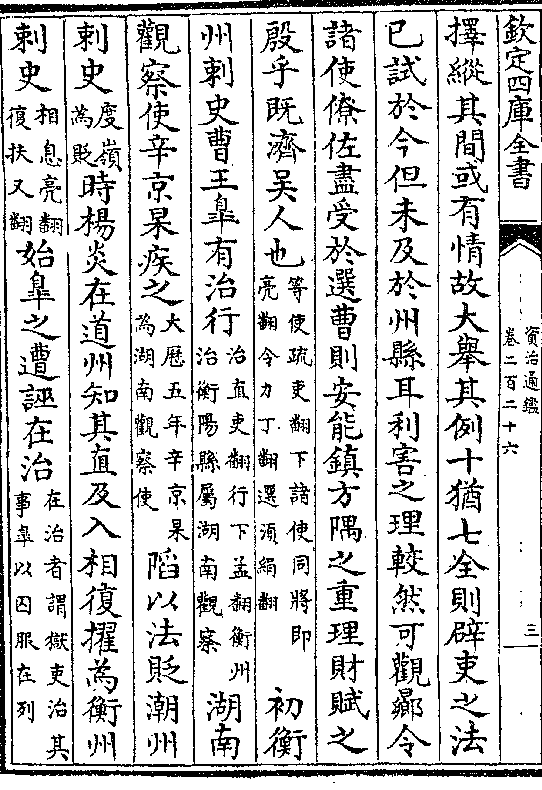 欽定四庫全書
資治通鑑
卷二百二十六
三
擇縱其間或有情故大舉其例十猶七全則辟吏之法
已試於今但未及於州縣耳利害之理較然可觀曏令
諸使僚佐盡受於選曹則安能鎮方隅之重理財賦之
殷乎既濟吴人也等使疏吏翻下諸使同將即亮翻令力丁翻選須絹翻 初衡
州刺史曹王臯有治行治直吏翻行下孟翻衡州治衡陽縣屬湖南觀察 湖南
觀察使辛京杲疾之大歷五年辛京杲為湖南觀察使 陷以法貶潮州
刺史度嶺為貶時楊炎在道州知其直及入相復擢為衡州
刺史相息亮翻復扶又翻始臯之遭誣在治在治者謂獄吏治其事臯以囚服在列